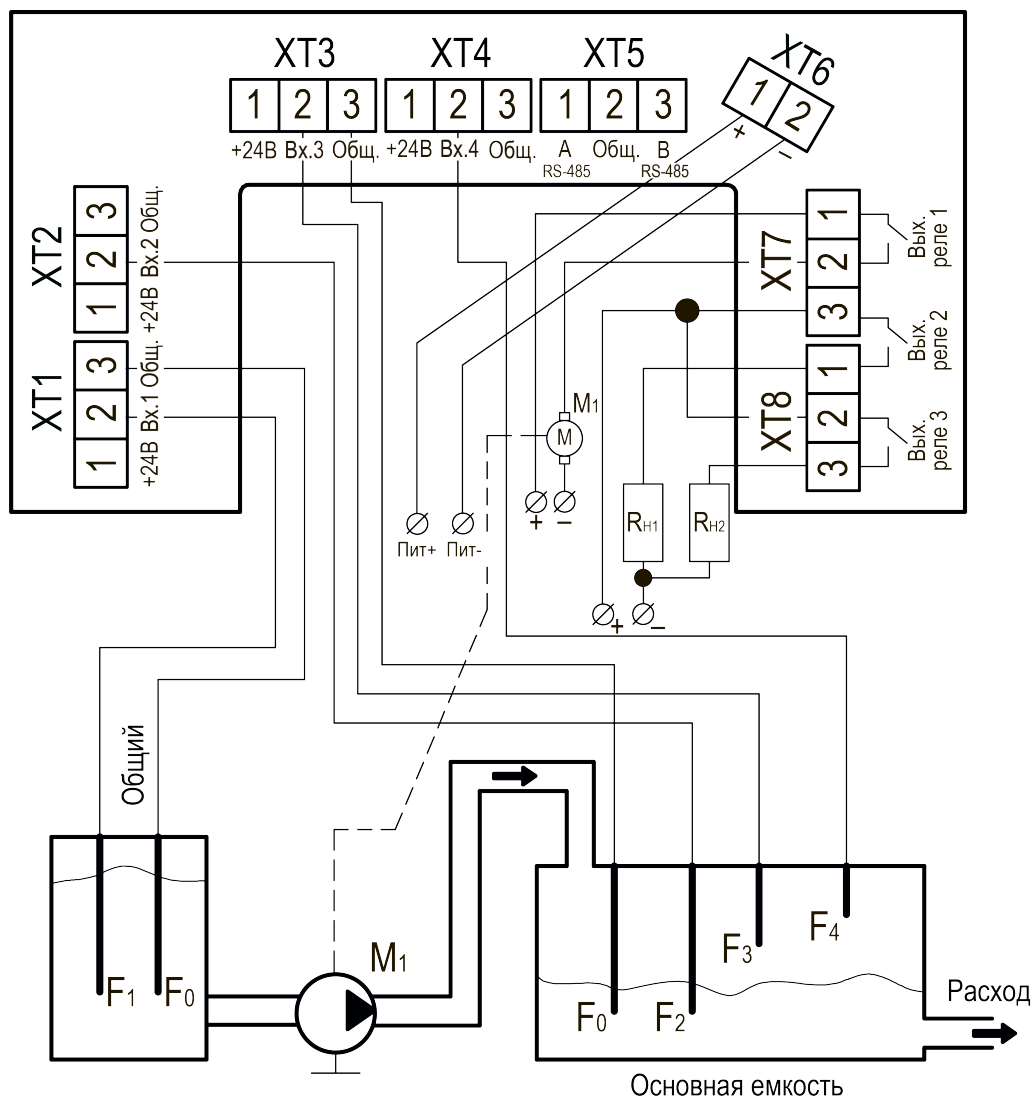 XT3 XT4 XT5 XT6
1 2 3 1 2 3 1 2 3 1 2
+24В Вх.3 Общ. +24В Вх.4 Общ. A Общ. B + −
RS-485 RS-485
XT2
3 2 1
+24В Вх.2 Общ.
XT1
3 2 1
+24В Вх.1 Общ.
XT7
1
2
3
XT8
1
2
3
Вых.
реле 1
Вых.
реле 2
Вых.
реле 3
M1
M
+ −
Пит+ Пит-
RН1 RН2
+ −
Общий
F1 F0
M1
F0 F2 F3 F4
Расход
Основная емкость